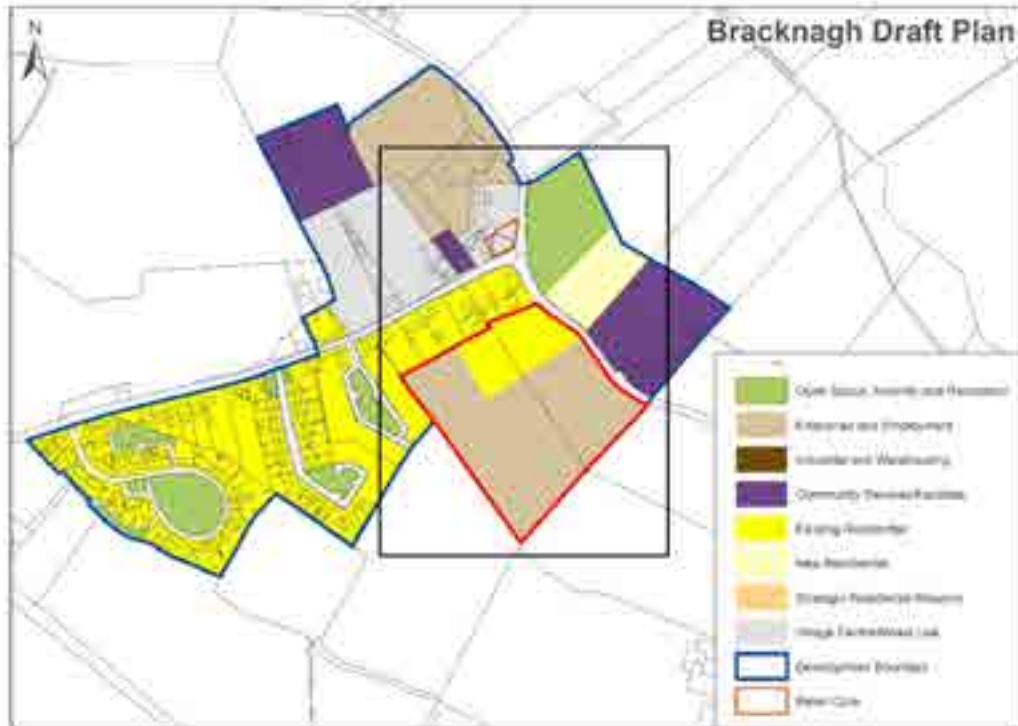 Bracknagh Draft Plan
N
Open Space, Amenity and Recreation
Enterprise and Employment
Industrial and Warehousing
Community Services/Facilities
Existing Residential
New Residential
Strategic Residential Reserve
Village Centre/Mixed Use
Development Boundary